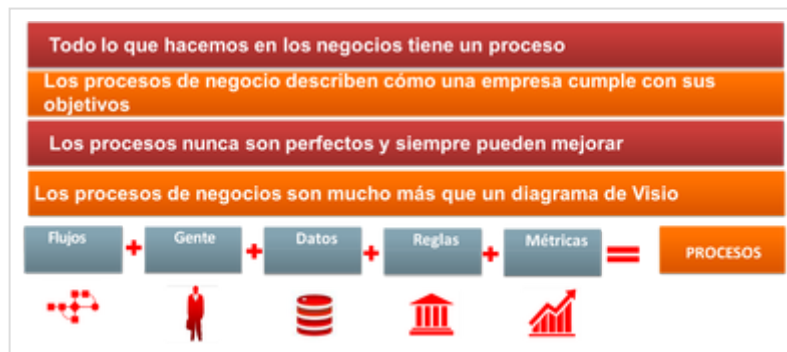 Todo lo que hacemos en los negocios tiene un proceso
Los procesos de negocio describen cómo una empresa cumple con sus
objetivos
Los procesos nunca son perfectos y siempre pueden mejorar
Los procesos de negocios son mucho más que un diagrama de Visio
Flujos + Gente + Datos + Reglas + Métricas = PROCESOS